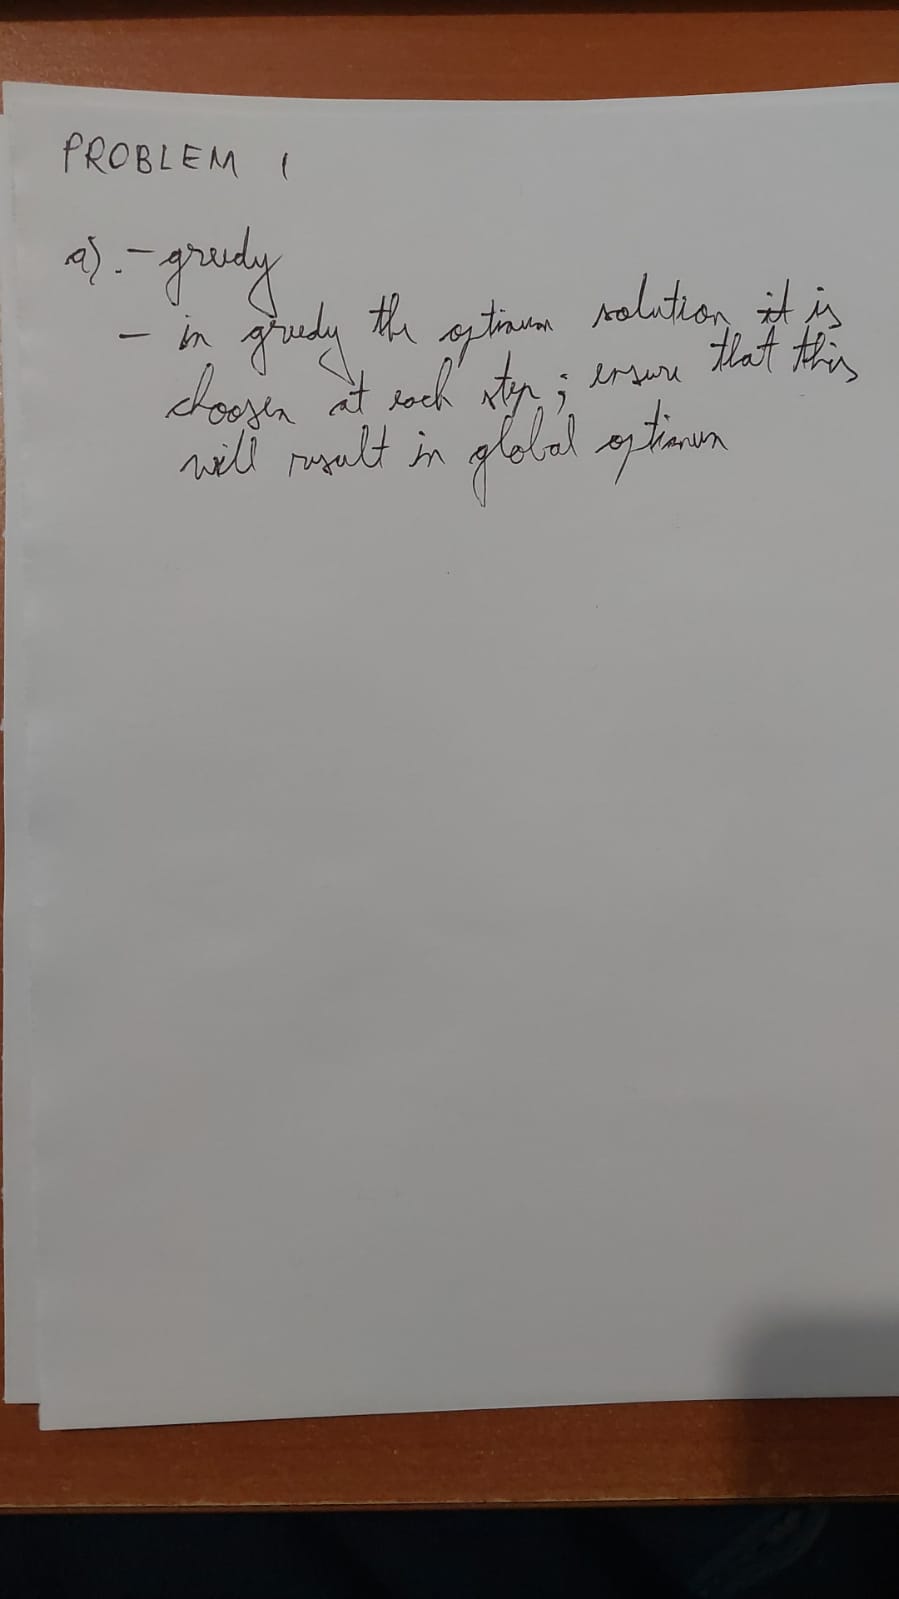 PROBLEM 1
a). - greedy
- in greedy the optimum solution it is
choosen at each step; ensure that this
will result in global optimum